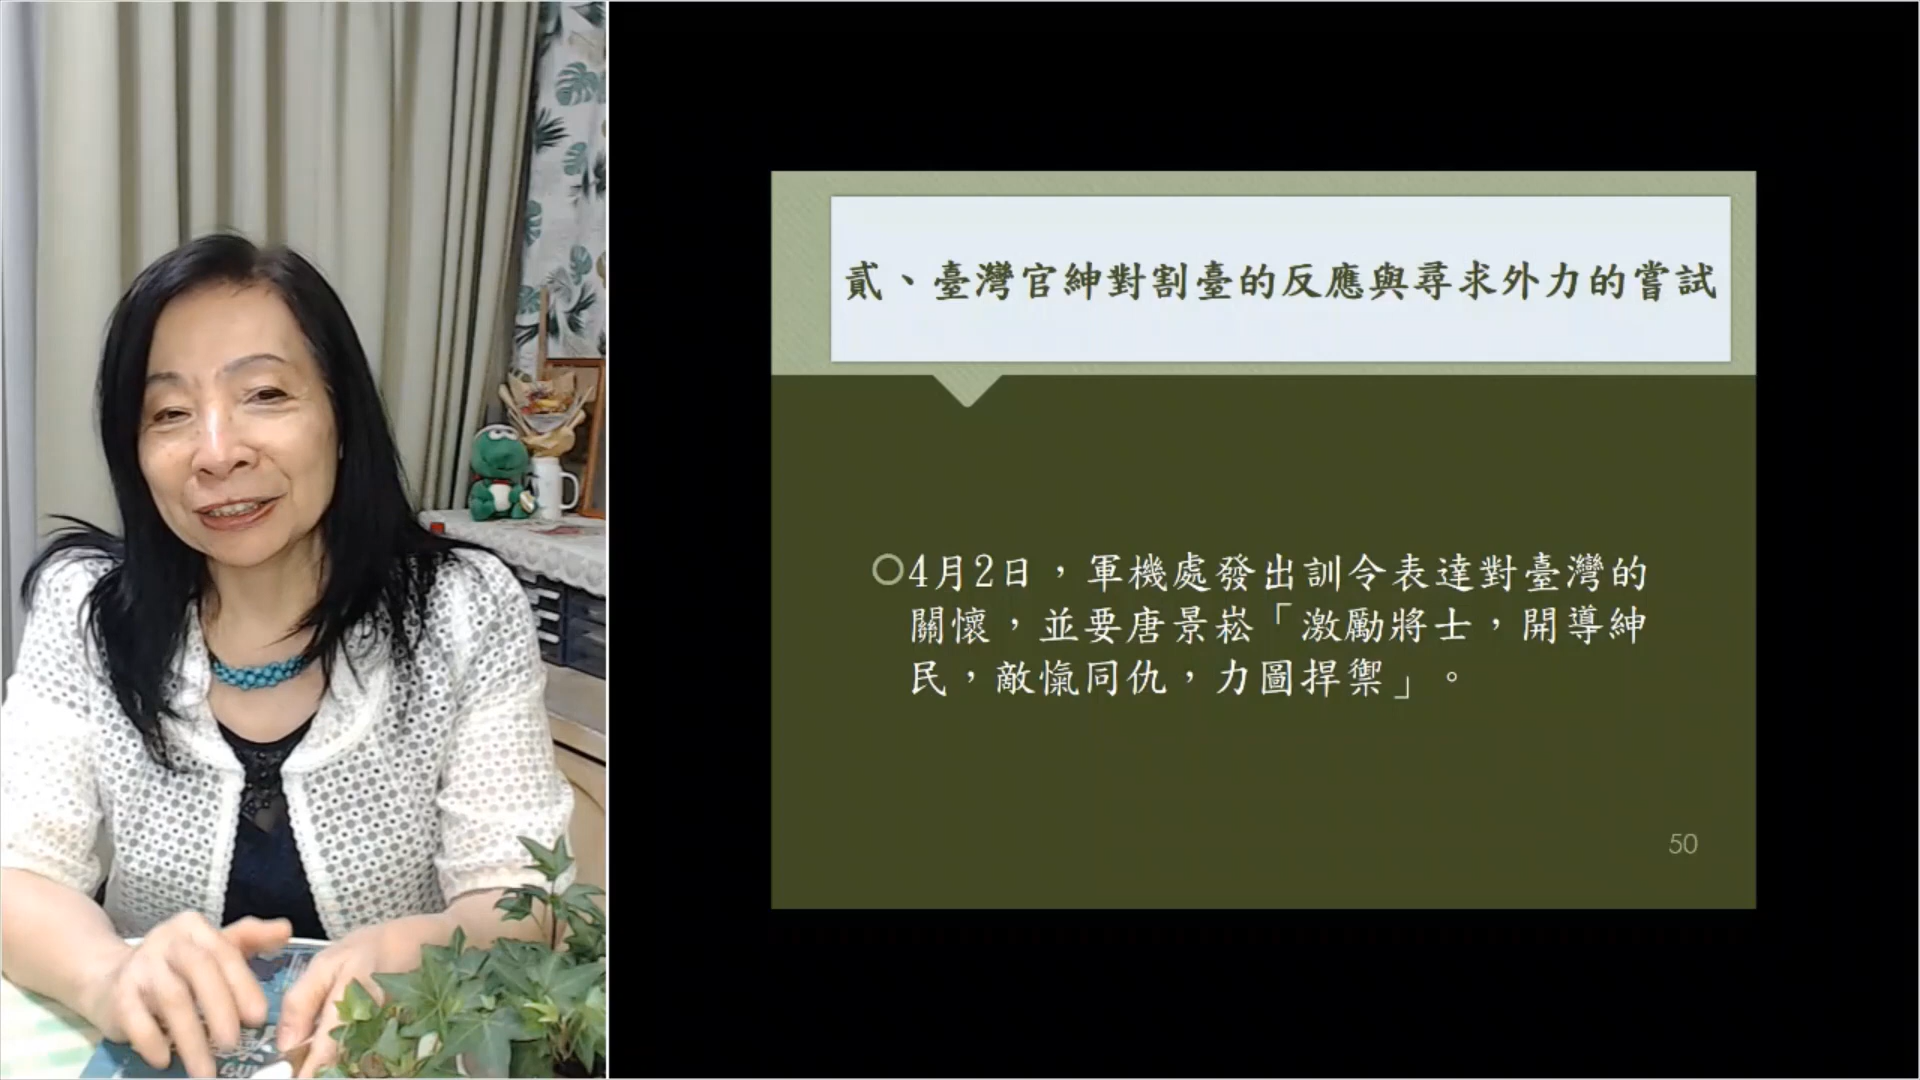 貳、臺灣官紳對割臺的反應與尋求外力的嘗試
4月2日，軍機處發出訓令表達對臺灣的
關懷，並要唐景崧「激勵將士，開導紳
民，敵愾同仇，力圖捍禦」。
50